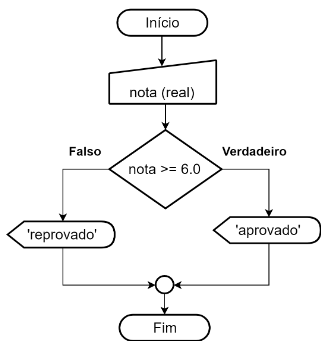 Início
nota (real)
Falso
Verdadeiro
nota >= 6.0
'reprovado'
'aprovado'
Fim